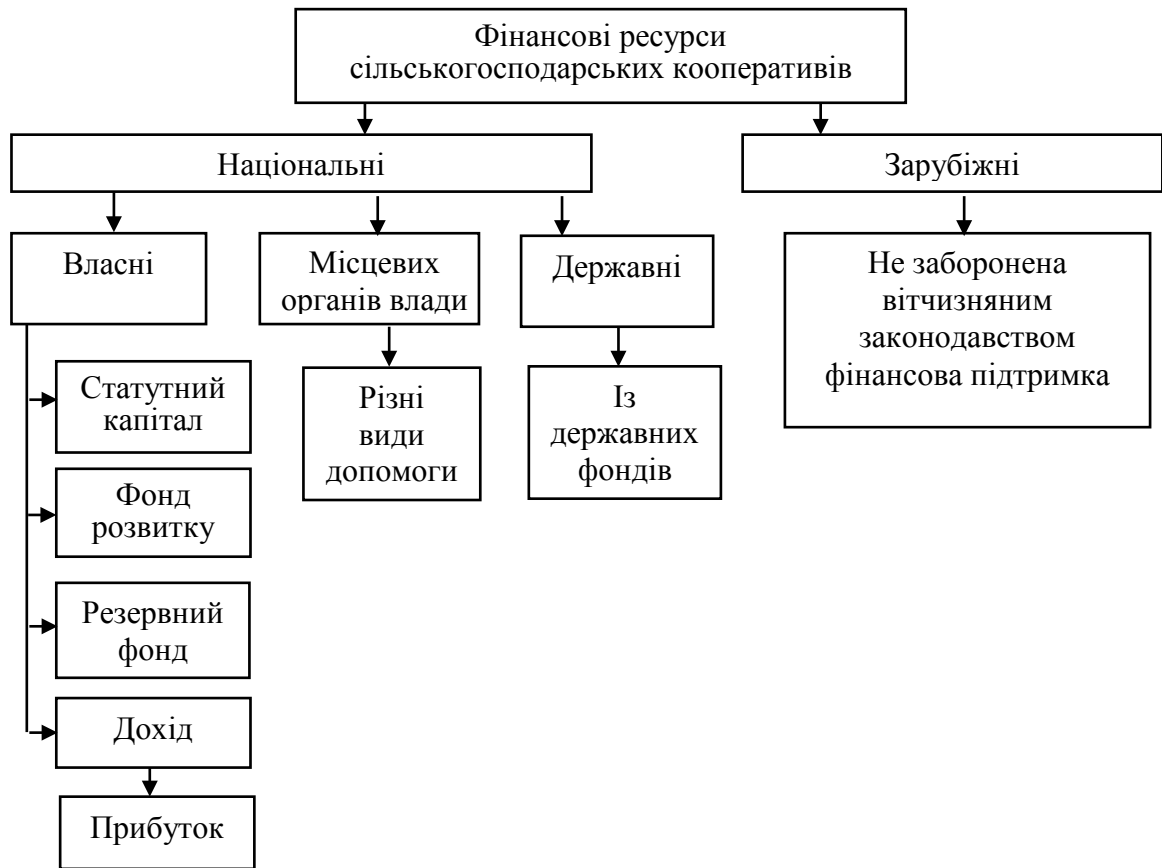 Фінансові ресурси
сільськогосподарських кооперативів
Національні
Зарубіжні
Власні
Місцевих
органів влади
Державні
Не заборонена
вітчизняним
законодавством
фінансова підтримка
Статутний
капітал
Різні
види
допомоги
Із
державних
фондів
Фонд
розвитку
Резервний
фонд
Дохід
Прибуток